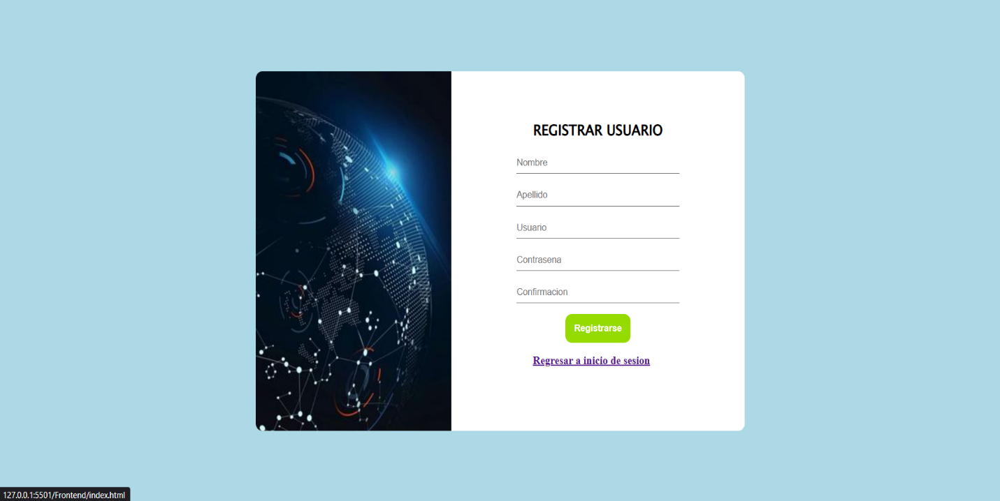 REGISTRAR USUARIO
Nombre
Apellido
Usuario
Contrasena
Confirmacion
Registrarse
Regresar a inicio de sesion
127.0.0.1:5501/Frontend/index.html